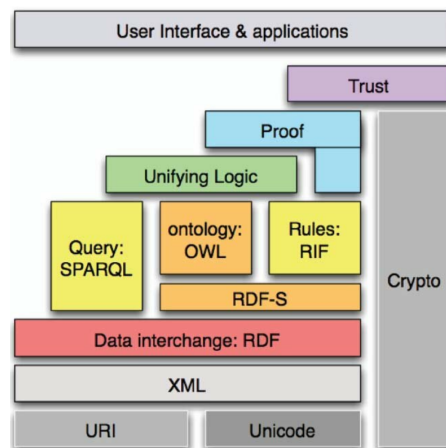 User Interface & applications
Trust
Proof
Unifying Logic
Query:
SPARQL
ontology:
OWL
Rules:
RIF
Crypto
RDF-S
Data interchange: RDF
XML
URI
Unicode